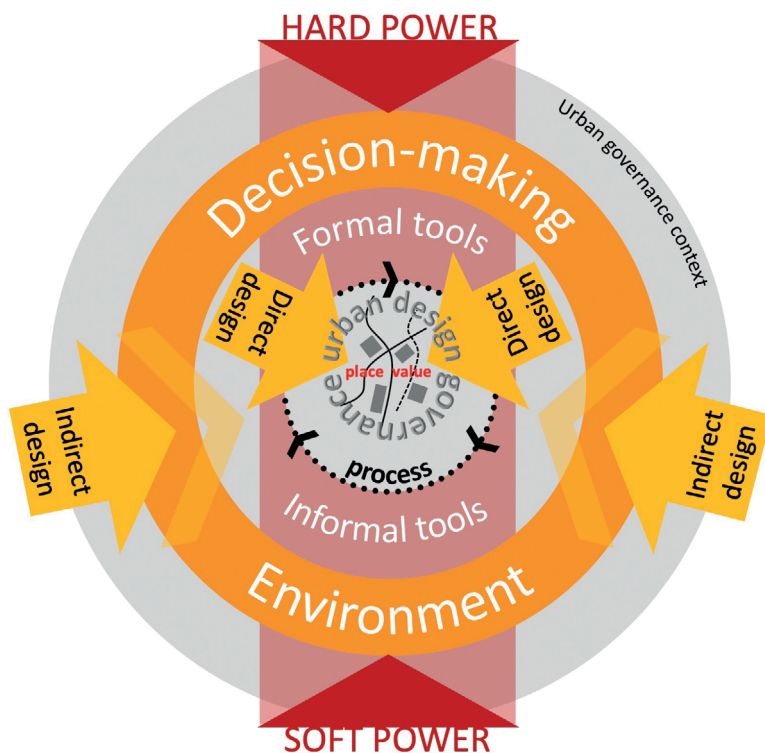 HARD POWER
Urban governance context
Decision-making
Formal tools
Direct
design
Direct
design
urban design governance
place value
process
Indirect
design
Indirect
design
Informal tools
Environment
SOFT POWER